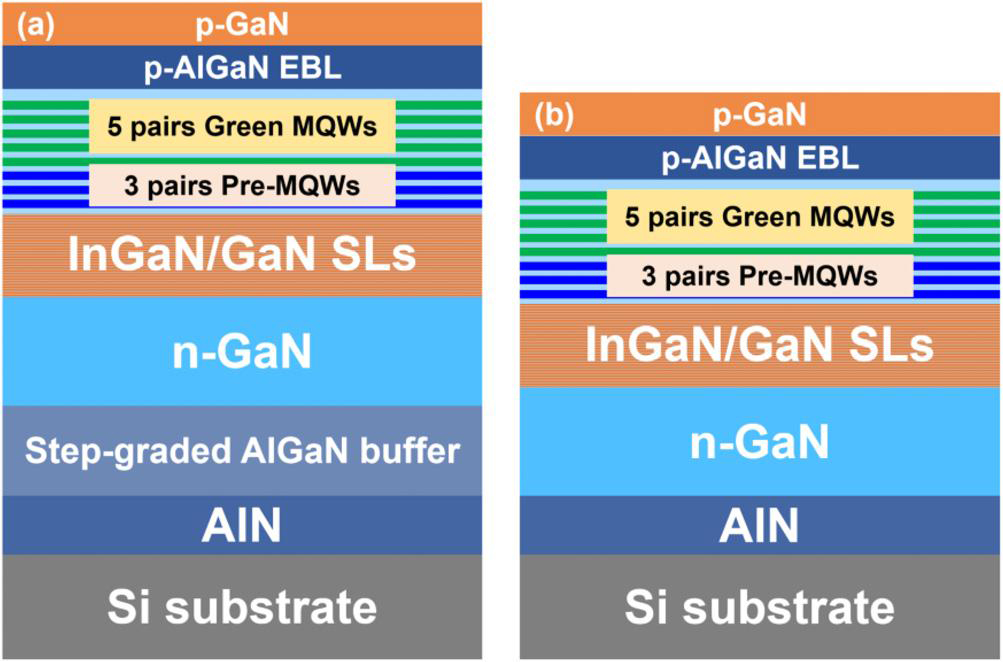 (a)
p-GaN
p-AlGaN EBL
5 pairs Green MQWs
3 pairs Pre-MQWs
InGaN/GaN SLs
n-GaN
Step-graded AlGaN buffer
AlN
Si substrate
(b)
p-GaN
p-AlGaN EBL
5 pairs Green MQWs
3 pairs Pre-MQWs
InGaN/GaN SLs
n-GaN
AlN
Si substrate